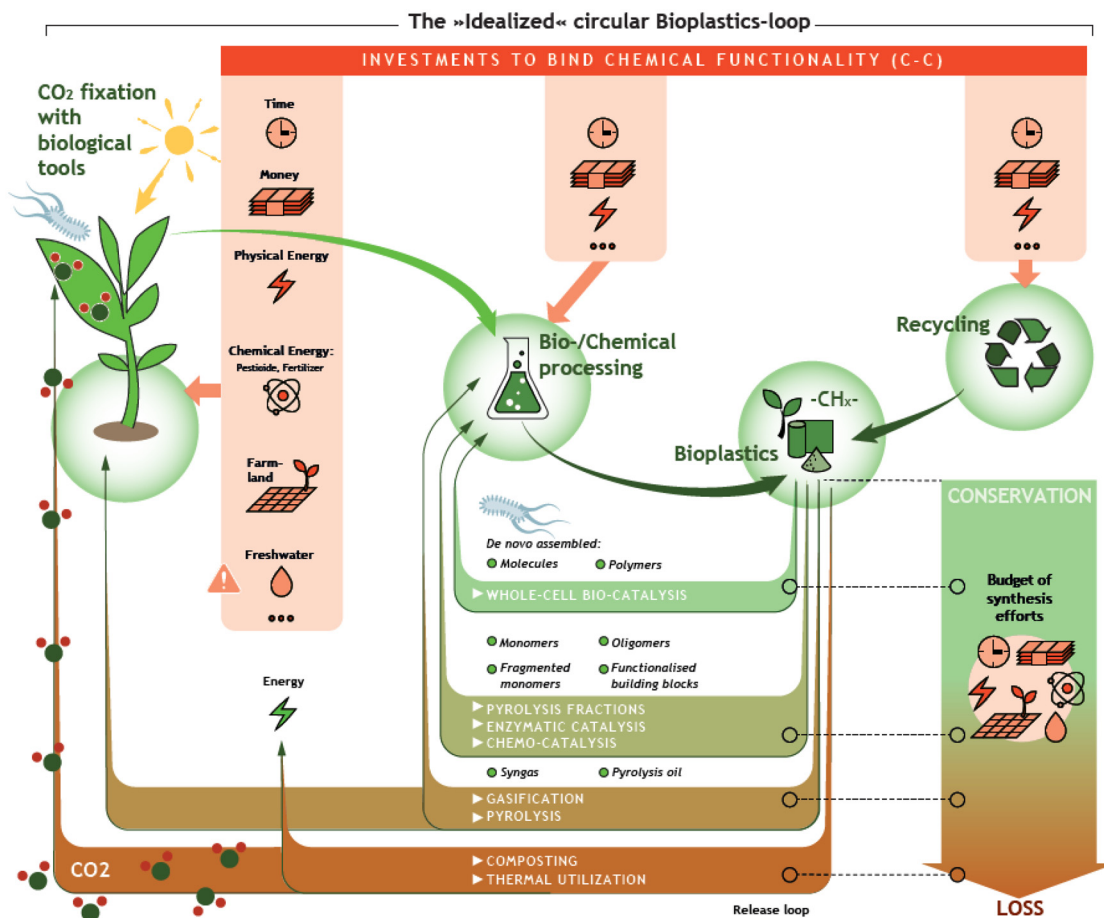 The »Idealized« circular Bioplastics-loop
INVESTMENTS TO BIND CHEMICAL FUNCTIONALITY (C-C)
CO2 fixation
with
biological
tools
Time
Money
Physical Energy
Chemical Energy:
Pestioide, Fertilizer
Farm-
land
Freshwater
Bio-/Chemical
processing
Recycling
-CHx-
Bioplastics
CONSERVATION
De novo assembled:
Molecules
Polymers
WHOLE-CELL BIO-CATALYSIS
Budget of
synthesis
efforts
Monomers
Oligomers
Fragmented
monomers
Functionalised
building blocks
Energy
PYROLYSIS FRACTIONS
ENZYMATIC CATALYSIS
CHEMO-CATALYSIS
Syngas
Pyrolysis oil
GASIFICATION
PYROLYSIS
CO2
COMPOSTING
THERMAL UTILIZATION
Release loop
LOSS